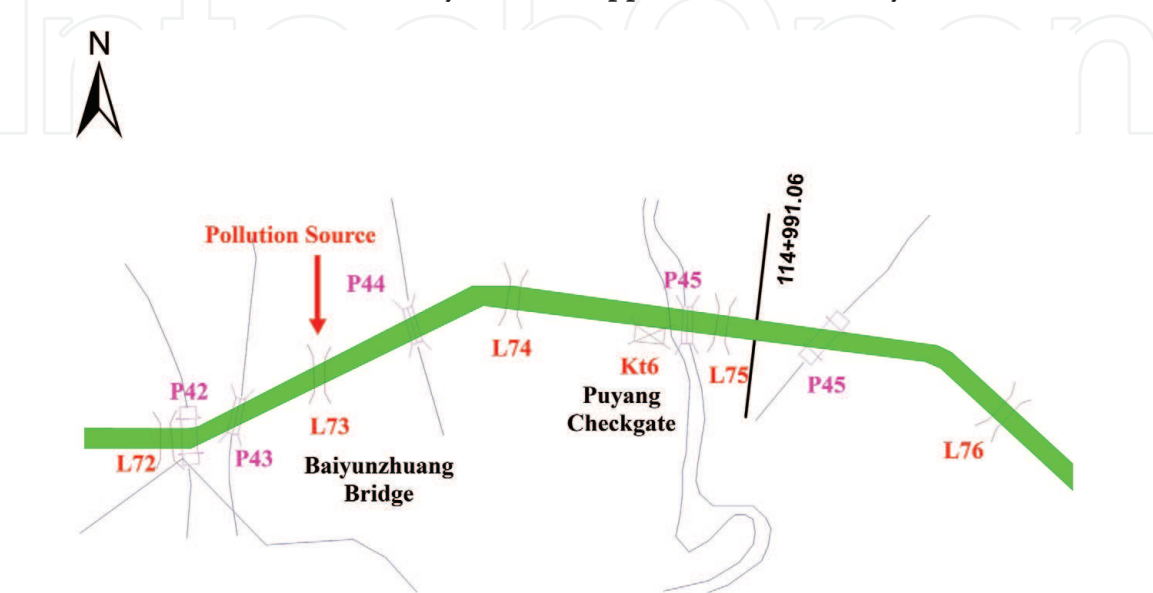 N
114+991.06
Pollution Source
P44
P45
L74
Kt6
L75
P45
Puyang
Checkgate
P42
L73
L72
P43
Baiyunzhuang
Bridge
L76